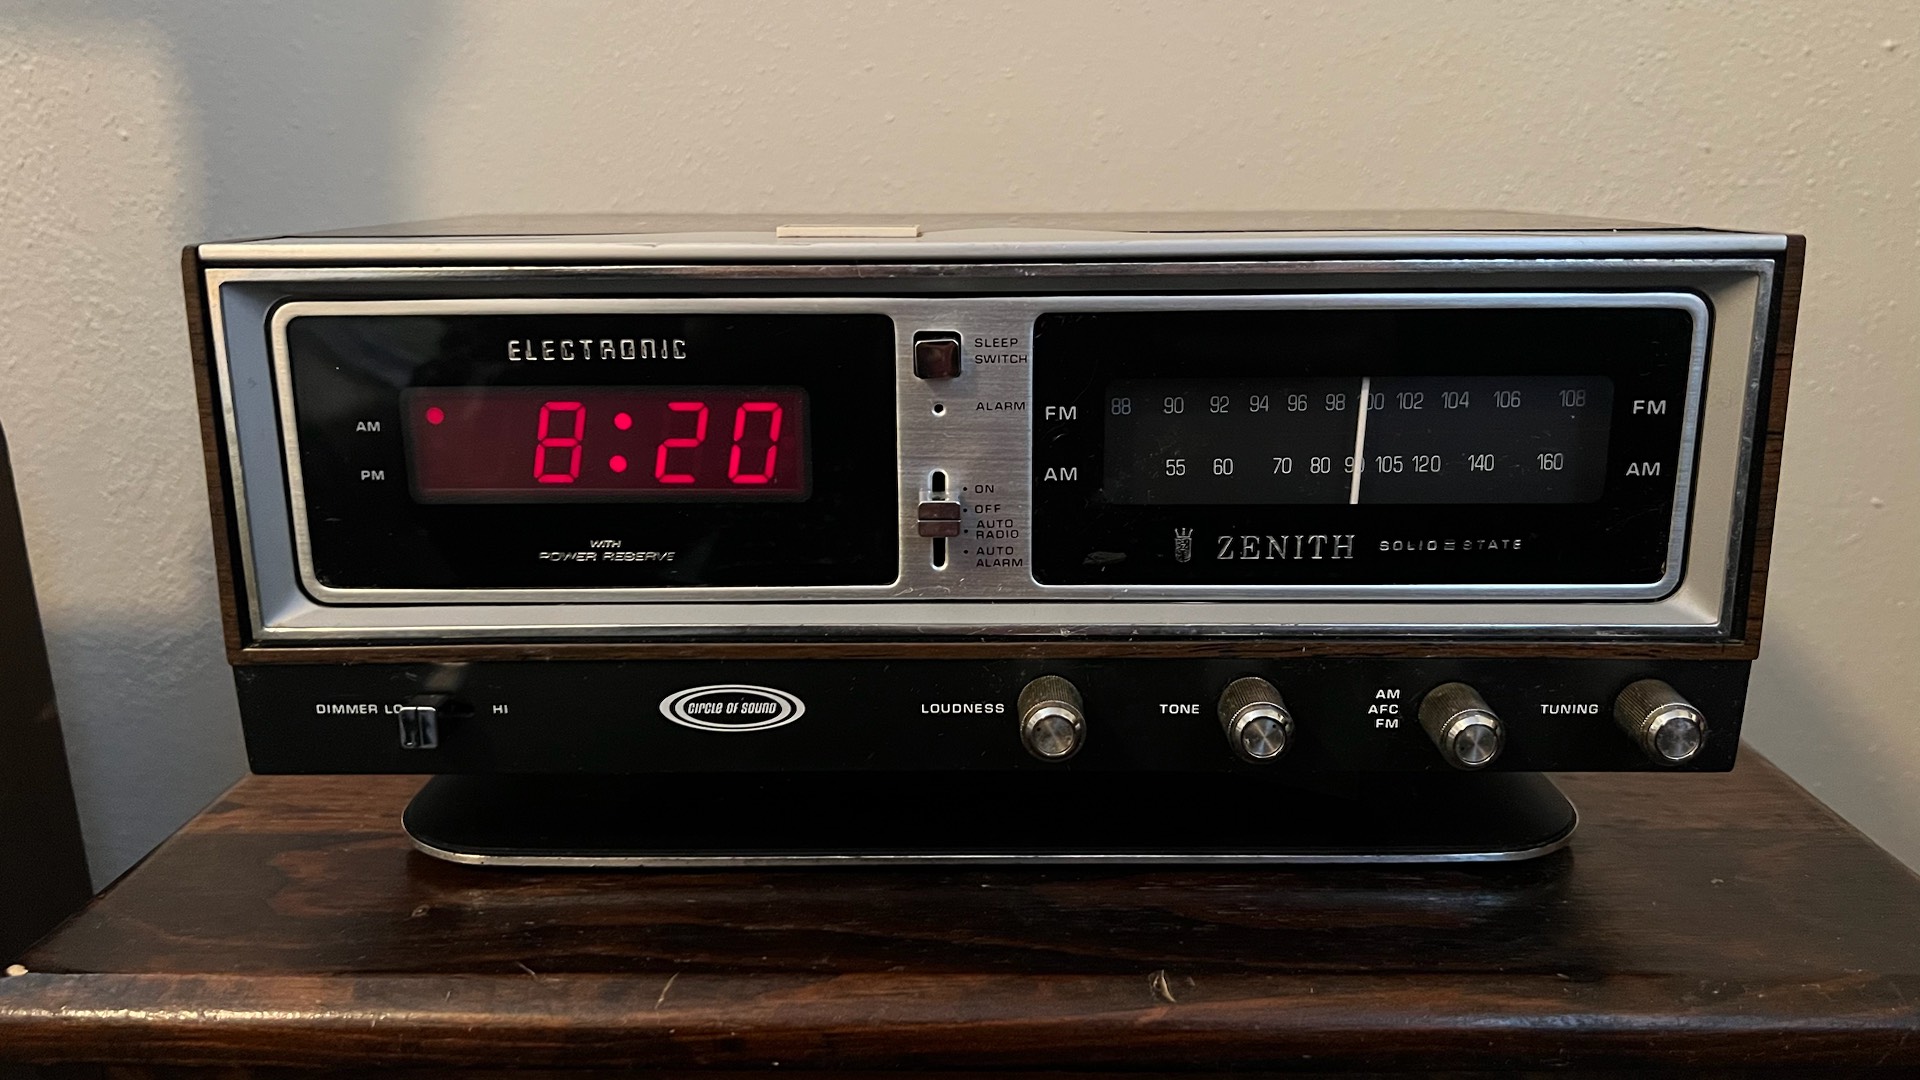 ELECTRONIC
AM
PM
8:20
WITH
POWER RESERVE
SLEEP
SWITCH
ALARM
ON
OFF
AUTO
RADIO
AUTO
ALARM
FM 88 90 92 94 96 98 100 102 104 106 108 FM
AM 55 60 70 80 90 105 120 140 160 AM
ZENITH SOLID STATE
DIMMER LO HI
CIRCLE OF SOUND
LOUDNESS
TONE
AM
AFC
FM
TUNING